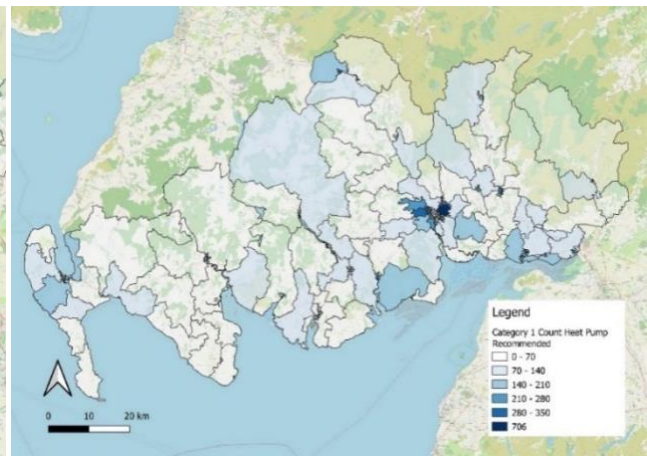 Legend
Category 1 Count Heat Pump
Recommended
0 - 70
70 - 140
140 - 210
210 - 280
280 - 350
706
0 10 20 km